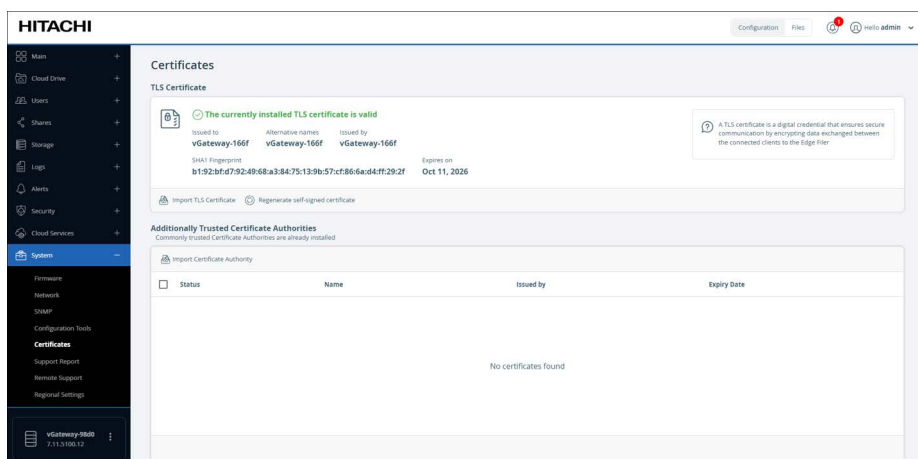 HITACHI
Configuration Files 1 Hello admin
Main
Cloud Drive
Users
Shares
Storage
Logs
Alerts
Security
Cloud Services
System
Firmware
Network
SNMP
Configuration Tools
Certificates
Support Report
Remote Support
Regional Settings
vGateway-98d0
7.11.5100.12
Certificates
TLS Certificate
The currently installed TLS certificate is valid
Issued to Alternative names Issued by
vGateway-166f vGateway-166f vGateway-166f
SHA1 Fingerprint Expires on
b1:92:bf:d7:92:49:68:a3:84:75:13:9b:57:cf:86:6a:d4:ff:29:2f Oct 11, 2026
A TLS certificate is a digital credential that ensures secure
communication by encrypting data exchanged between
the connected clients to the Edge Filer
Import TLS Certificate Regenerate self-signed certificate
Additionally Trusted Certificate Authorities
Commonly trusted Certificate Authorities are already installed
Import Certificate Authority
Status Name Issued by Expiry Date
No certificates found